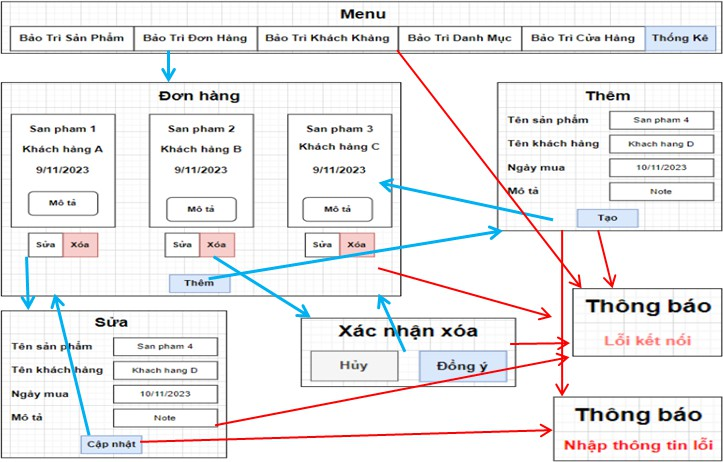 Menu
Bảo Trì Sản Phẩm Bảo Trì Đơn Hàng Bảo Trì Khách Kháng Bảo Trì Danh Mục Bảo Trì Cửa Hàng Thống Kê
Đơn hàng
San pham 1
Khách hàng A
9/11/2023
Mô tả
Sửa Xóa
San pham 2
Khách hàng B
9/11/2023
Mô tả
Sửa Xóa
San pham 3
Khách hàng C
9/11/2023
Mô tả
Sửa Xóa
Thêm
Thêm
Tên sản phẩm San pham 4
Tên khách hàng Khach hang D
Ngày mua 10/11/2023
Mô tả Note
Tạo
Sửa
Tên sản phẩm San pham 4
Tên khách hàng Khach hang D
Ngày mua 10/11/2023
Mô tả Note
Cập nhật
Xác nhận xóa
Hủy Đồng ý
Thông báo
Lỗi kết nối
Thông báo
Nhập thông tin lỗi